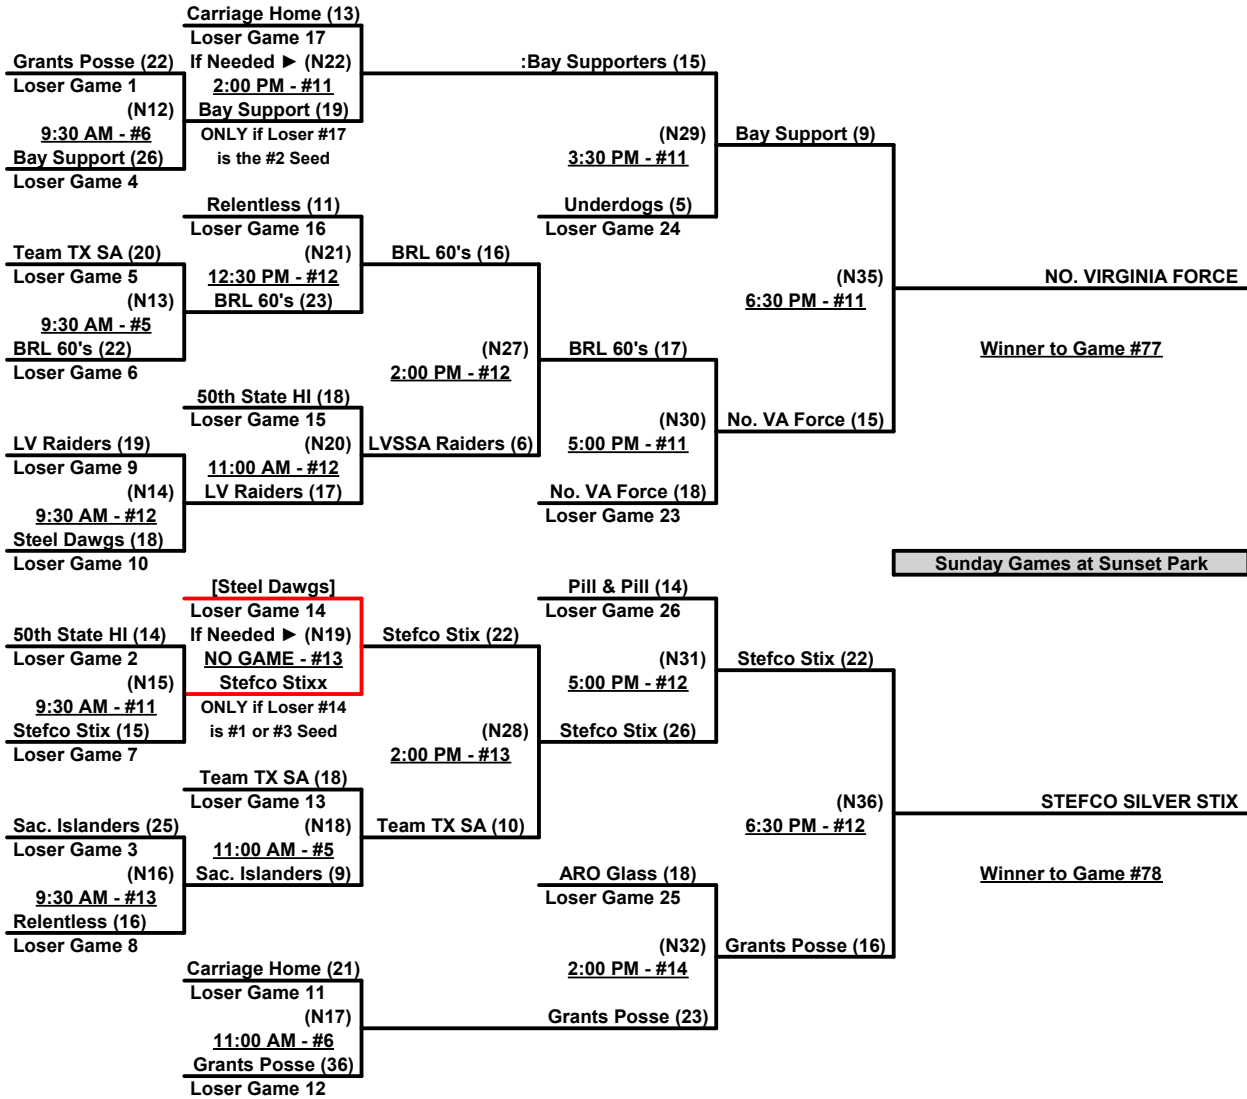 Carriage Home (13)
Loser Game 17
Grants Posse (22)
If Needed ► (N22)
:Bay Supporters (15)
Loser Game 1
2:00 PM - #11
(N12)
Bay Support (19)
9:30 AM - #6
ONLY if Loser #17
(N29)
Bay Support (9)
Bay Support (26)
is the #2 Seed
3:30 PM - #11
Loser Game 4
Relentless (11)
Underdogs (5)
Loser Game 16
Loser Game 24
Team TX SA (20)
(N21)
BRL 60's (16)
Loser Game 5
12:30 PM - #12
(N35)
NO. VIRGINIA FORCE
(N13)
BRL 60's (23)
6:30 PM - #11
9:30 AM - #5
BRL 60's (22)
(N27)
BRL 60's (17)
Winner to Game #77
Loser Game 6
2:00 PM - #12
50th State HI (18)
Loser Game 15
(N30)
No. VA Force (15)
LV Raiders (19)
(N20)
LVSSA Raiders (6)
5:00 PM - #11
Loser Game 9
11:00 AM - #12
(N14)
LV Raiders (17)
No. VA Force (18)
9:30 AM - #12
Loser Game 23
Steel Dawgs (18)
Loser Game 10
Sunday Games at Sunset Park
[Steel Dawgs]
Pill & Pill (14)
Loser Game 14
Loser Game 26
50th State HI (14)
If Needed ► (N19)
Stefco Stix (22)
Loser Game 2
NO GAME - #13
(N31)
Stefco Stix (22)
(N15)
Stefco Stixx
5:00 PM - #12
9:30 AM - #11
ONLY if Loser #14
Stefco Stix (15)
is #1 or #3 Seed
(N28)
Stefco Stix (26)
Loser Game 7
2:00 PM - #13
Team TX SA (18)
Loser Game 13
(N36)
STEFCO SILVER STIX
Sac. Islanders (25)
(N18)
Team TX SA (10)
6:30 PM - #12
Loser Game 3
11:00 AM - #5
(N16)
Sac. Islanders (9)
ARO Glass (18)
Winner to Game #78
9:30 AM - #13
Loser Game 25
Relentless (16)
Loser Game 8
(N32)
Grants Posse (16)
Carriage Home (21)
2:00 PM - #14
Loser Game 11
(N17)
Grants Posse (23)
11:00 AM - #6
Grants Posse (36)
Loser Game 12